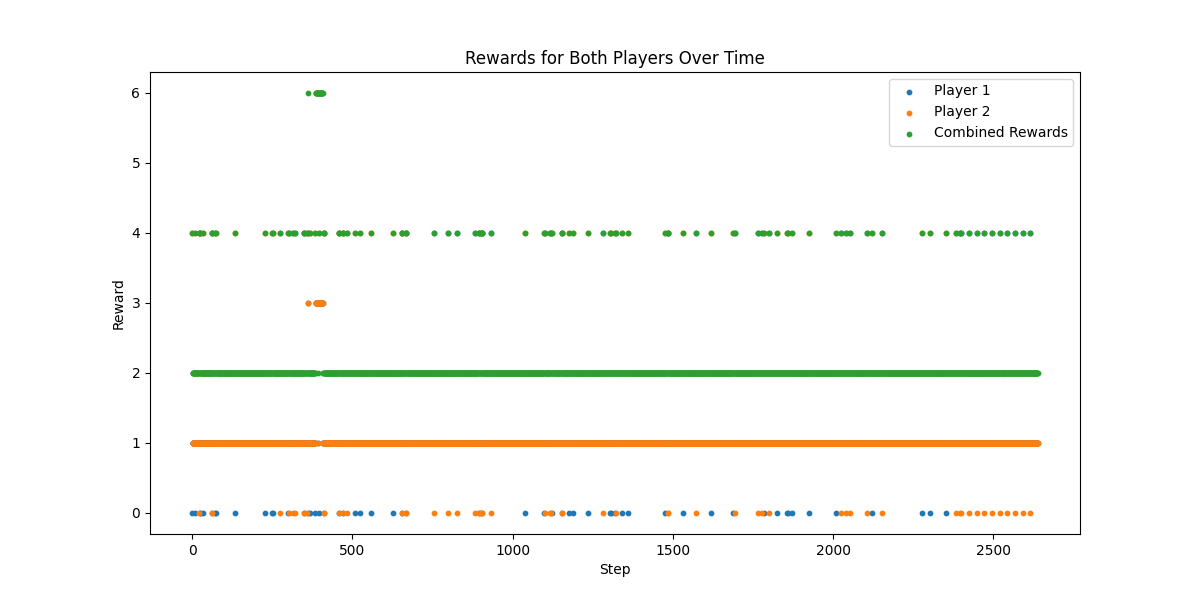 Rewards for Both Players Over Time
Player 1
Player 2
Combined Rewards
Reward
6
5
4
3
2
1
0
0 500 1000 1500 2000 2500
Step